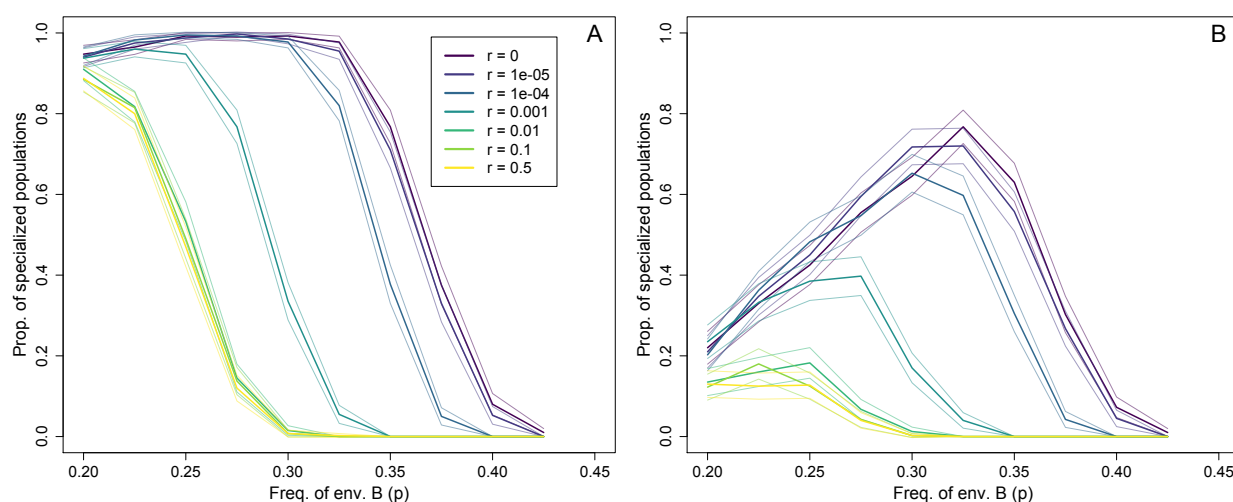 A
B
Prop. of specialized populations
1.0
0.8
0.6
0.4
0.2
0.0
r = 0
r = 1e-05
r = 1e-04
r = 0.001
r = 0.01
r = 0.1
r = 0.5
0.20 0.25 0.30 0.35 0.40 0.45
Freq. of env. B (p)
Prop. of specialized populations
1.0
0.8
0.6
0.4
0.2
0.0
0.20 0.25 0.30 0.35 0.40 0.45
Freq. of env. B (p)